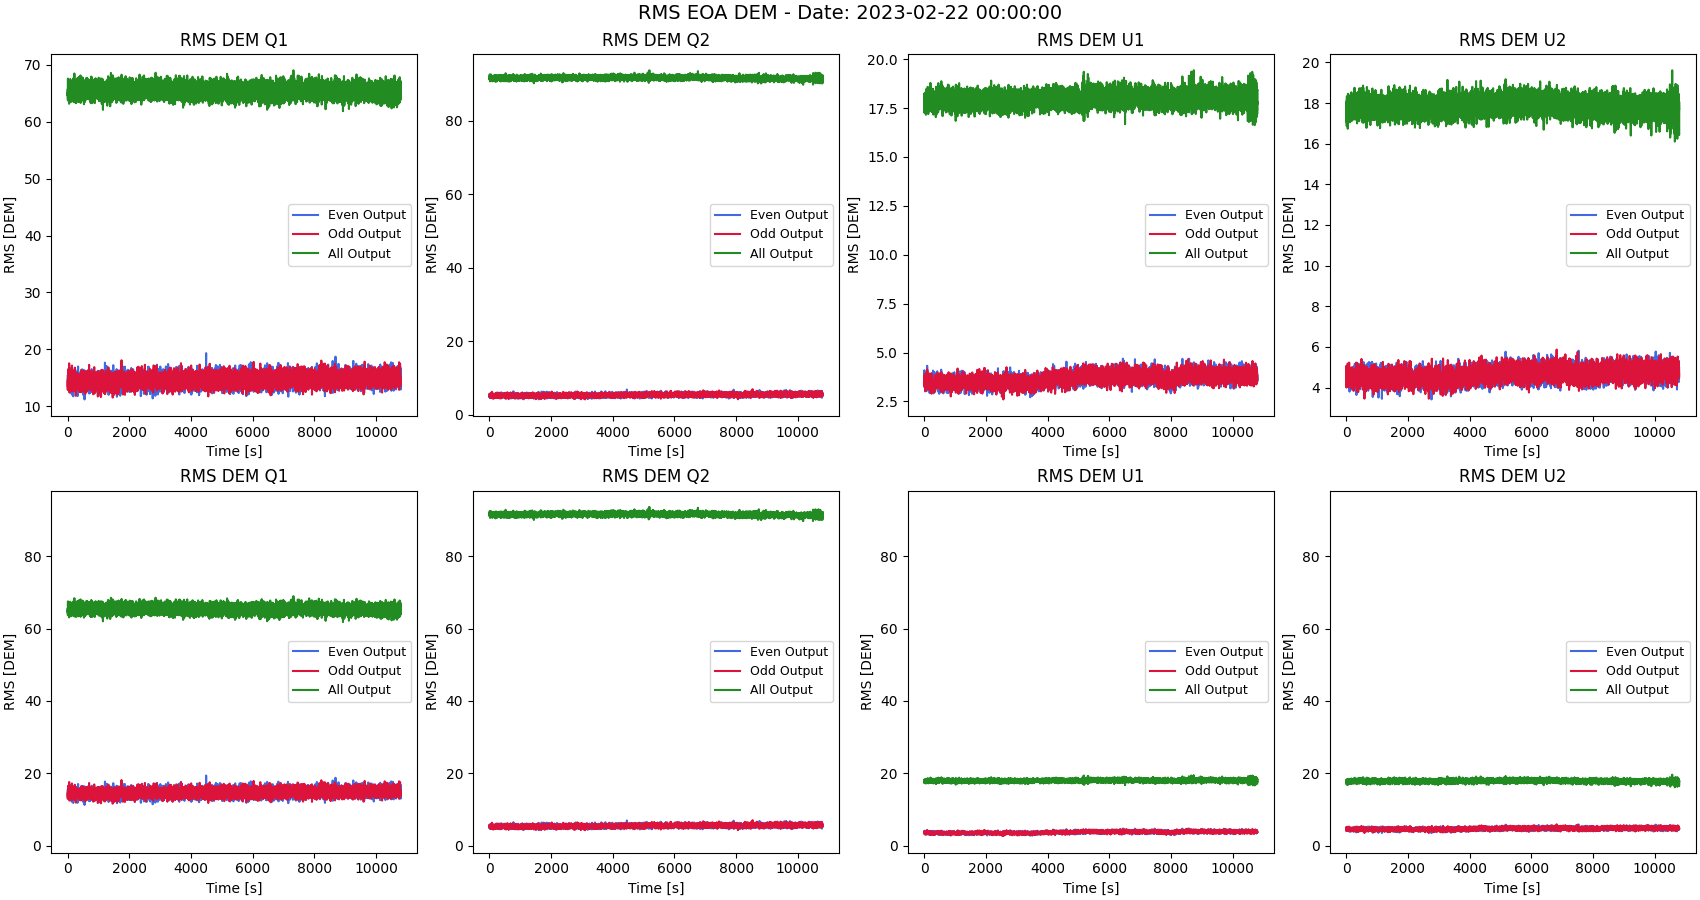 RMS EOA DEM - Date: 2023-02-22 00:00:00
RMS DEM Q1
RMS [DEM]
70
60
50
40
30
20
10
0 2000 4000 6000 8000 10000
Time [s]
Even Output
Odd Output
All Output
RMS DEM Q2
RMS [DEM]
80
60
40
20
0
0 2000 4000 6000 8000 10000
Time [s]
Even Output
Odd Output
All Output
RMS DEM U1
RMS [DEM]
20.0
17.5
15.0
12.5
10.0
7.5
5.0
2.5
0 2000 4000 6000 8000 10000
Time [s]
Even Output
Odd Output
All Output
RMS DEM U2
RMS [DEM]
20
18
16
14
12
10
8
6
4
0 2000 4000 6000 8000 10000
Time [s]
Even Output
Odd Output
All Output
RMS DEM Q1
RMS [DEM]
80
60
40
20
0
0 2000 4000 6000 8000 10000
Time [s]
Even Output
Odd Output
All Output
RMS DEM Q2
RMS [DEM]
80
60
40
20
0
0 2000 4000 6000 8000 10000
Time [s]
Even Output
Odd Output
All Output
RMS DEM U1
RMS [DEM]
80
60
40
20
0
0 2000 4000 6000 8000 10000
Time [s]
Even Output
Odd Output
All Output
RMS DEM U2
RMS [DEM]
80
60
40
20
0
0 2000 4000 6000 8000 10000
Time [s]
Even Output
Odd Output
All Output